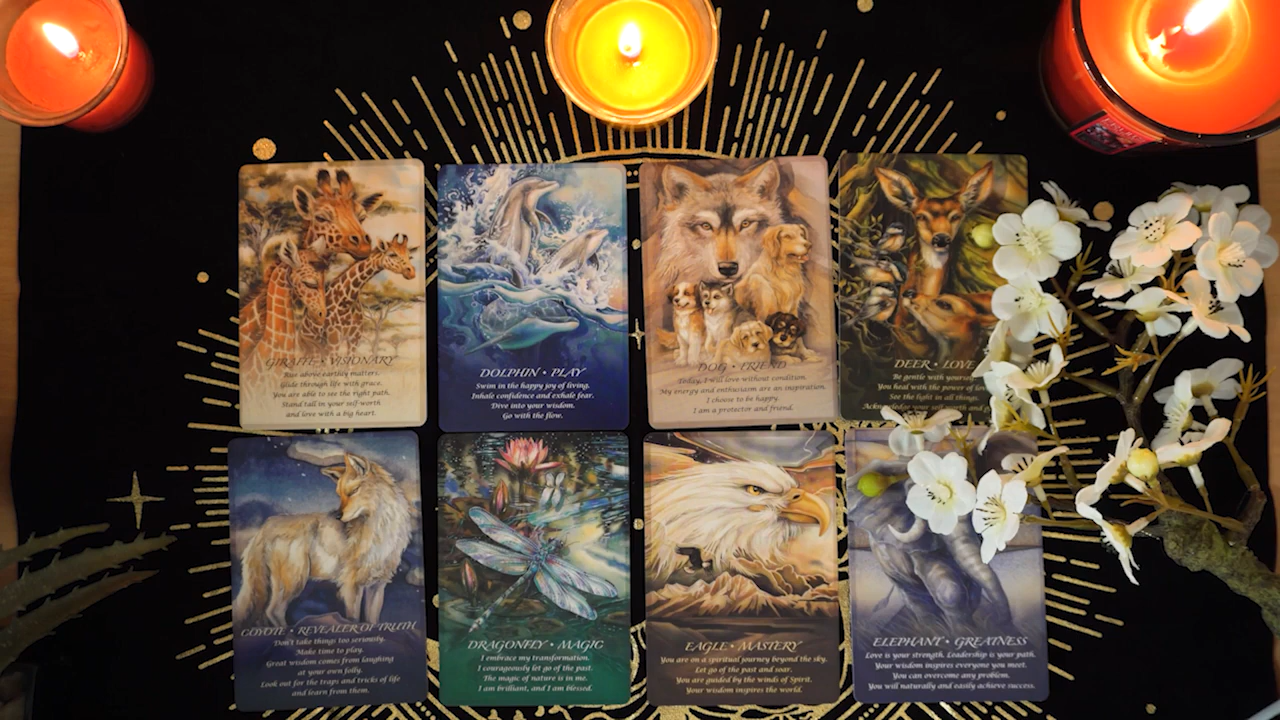 GIRAFFE • VISIONARY
Rise above earthly matters.
Glide through life with grace.
You are able to see the right path.
Stand tall in your self-worth
and love with a big heart.
DOLPHIN • PLAY
Swim in the happy joy of living.
Inhale confidence and exhale fear.
Dive into your wisdom.
Go with the flow.
DOG • FRIEND
Today, I will love without condition.
My energy and enthusiasm are an inspiration.
I choose to be happy.
I am a protector and friend.
DEER • LOVE
Be gentle with yourself.
You heal with the power of
See the light in all things.
your and
COYOTE • REVEALER OF TRUTH
Don't take things too seriously.
Make time to play.
Great wisdom comes from laughing
at your own folly.
Look out for the traps and tricks of life
and learn from them.
DRAGONFLY • MAGIC
I embrace my transformation.
I courageously let go of the past.
The magic of nature is in me.
I am brilliant, and I am blessed.
EAGLE • MASTERY
You are on a spiritual journey beyond the sky.
Let go of the past and soar.
You are guided by the winds of Spirit.
Your wisdom inspires the world.
ELEPHANT • GREATNESS
Love is your strength. Leadership is your path.
Your wisdom inspires everyone you meet.
You can overcome any problem.
You will naturally and easily achieve success.